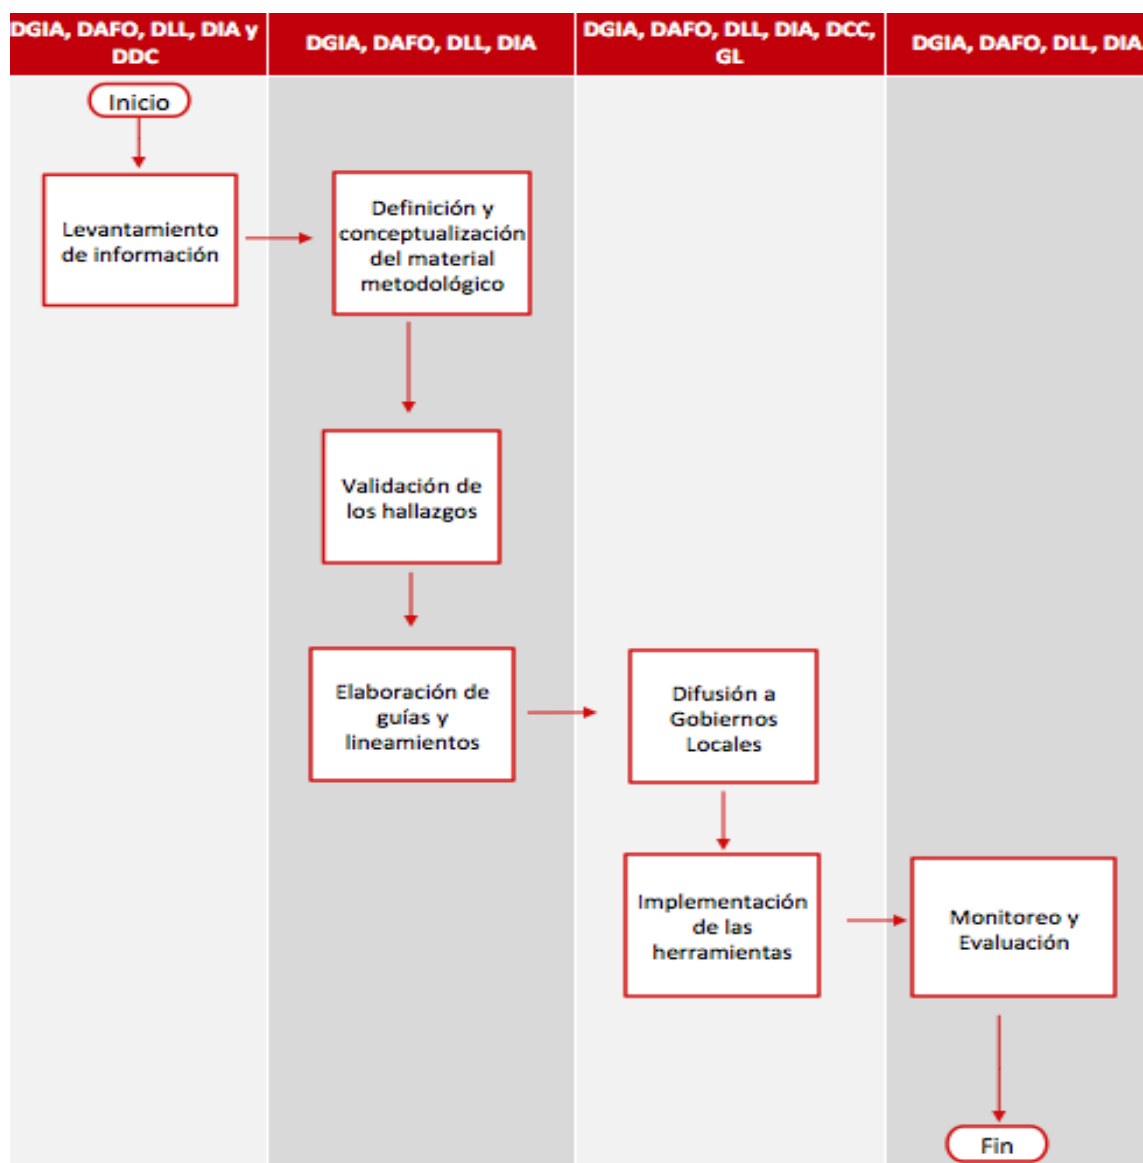 DGIA, DAFO, DLL, DIA y
DDC
DGIA, DAFO, DLL, DIA
DGIA, DAFO, DLL, DIA, DCC,
GL
DGIA, DAFO, DLL, DIA
Inicio
Levantamiento
de información
Definición y
conceptualización
del material
metodológico
Validación de
los hallazgos
Elaboración de
guías y
lineamientos
Difusión a
Gobiernos
Locales
Implementación
de las
herramientas
Monitoreo y
Evaluación
Fin